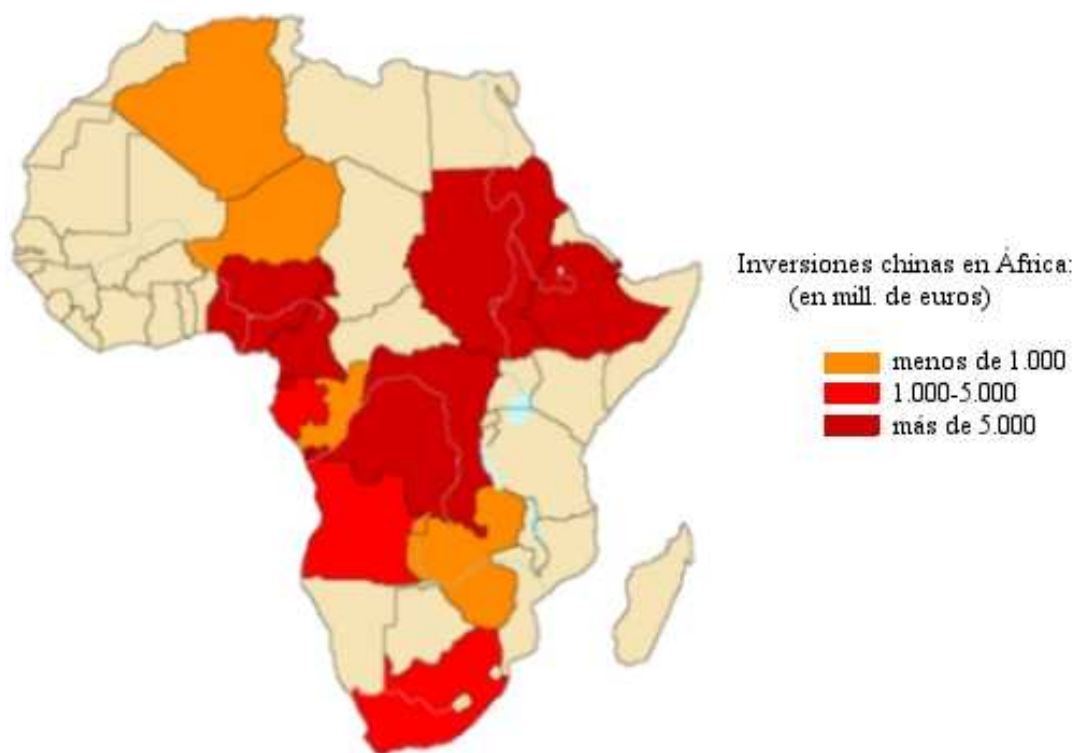 Inversiones chinas en África:
(en mill. de euros)
menos de 1.000
1.000-5.000
más de 5.000